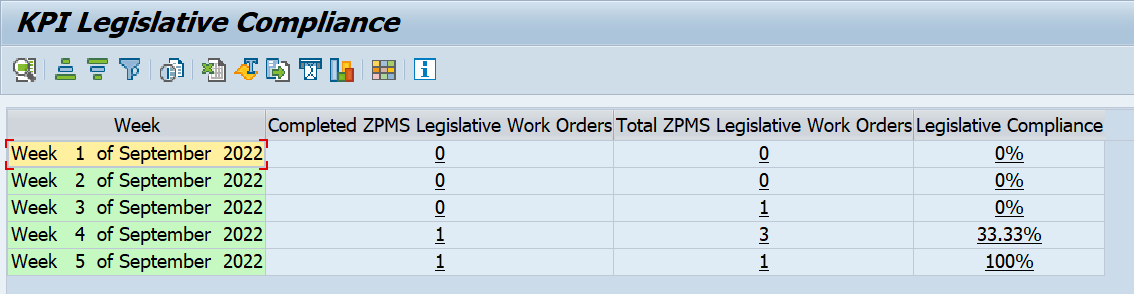 KPI Legislative Compliance
Week Completed ZPMS Legislative Work Orders Total ZPMS Legislative Work Orders Legislative Compliance
Week 1 of September 2022 0 0 0%
Week 2 of September 2022 0 0 0%
Week 3 of September 2022 0 1 0%
Week 4 of September 2022 1 3 33.33%
Week 5 of September 2022 1 1 100%